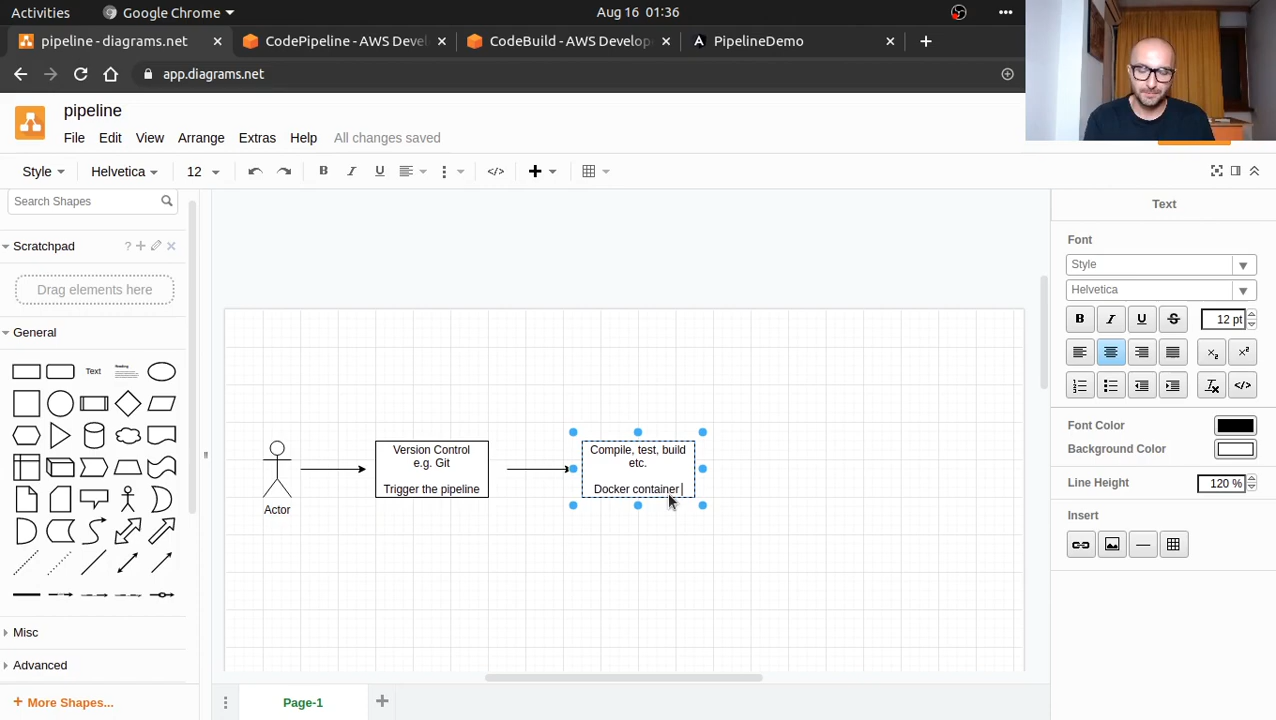 Activities
Google Chrome
Aug 16 01:36
pipeline - diagrams.net
CodePipeline - AWS Devel
CodeBuild - AWS Develop
PipelineDemo
app.diagrams.net
pipeline
File Edit View Arrange Extras Help All changes saved
Style Helvetica 12 B I U </>
Search Shapes
Scratchpad
?
Drag elements here
General
Text
Heading
Misc
Advanced
+ More Shapes...
Actor
Version Control
e.g. Git
Trigger the pipeline
Compile, test, build
etc.
Docker container
Page-1
Text
Font
Style
Helvetica
B I U S 12 pt
Font Color
Background Color
Line Height 120 %
Insert